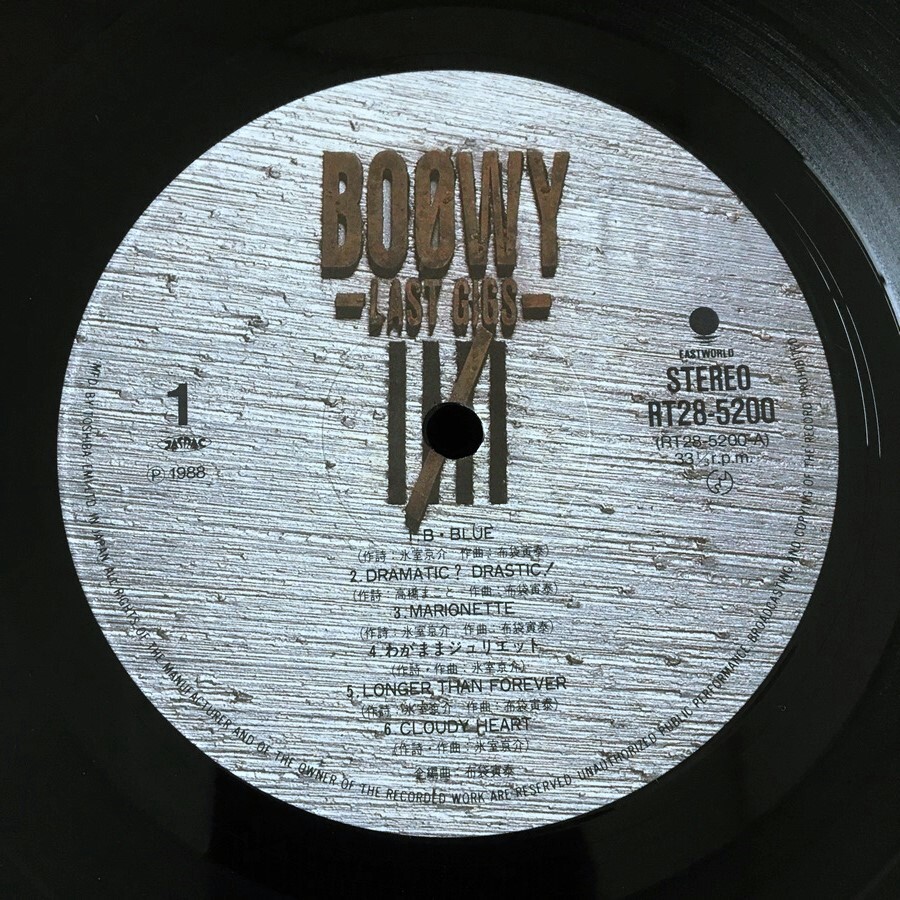 BOØWY
-LAST GIGS-
1
JASRAC
Ⓟ 1988
EASTWORLD
STEREO
RT28-5200
(RT28-5200-A)
33⅓r.p.m.
1.B・BLUE
(作詩:氷室京介 作曲:布袋寅泰)
2.DRAMATIC? DRASTIC!
(作詩:高橋まこと 作曲:布袋寅泰)
3.MARIONETTE
(作詩:氷室京介 作曲:布袋寅泰)
4.わがままジュリエット
(作詩・作曲:氷室京介)
5.LONGER THAN FOREVER
(作詩:氷室京介 作曲:布袋寅泰)
6.CLOUDY HEART
(作詩・作曲:氷室京介)
全編曲:布袋寅泰
M'F'D. BY TOSHIBA EMI LTD. IN JAPAN. ALL RIGHTS OF THE MANUFACTURER AND OF THE OWNER OF THE RECORDED WORK ARE RESERVED. UNAUTHORIZED PUBLIC PERFORMANCE BROADCASTING AND COPYING OF THE RECORD PROHIBITED